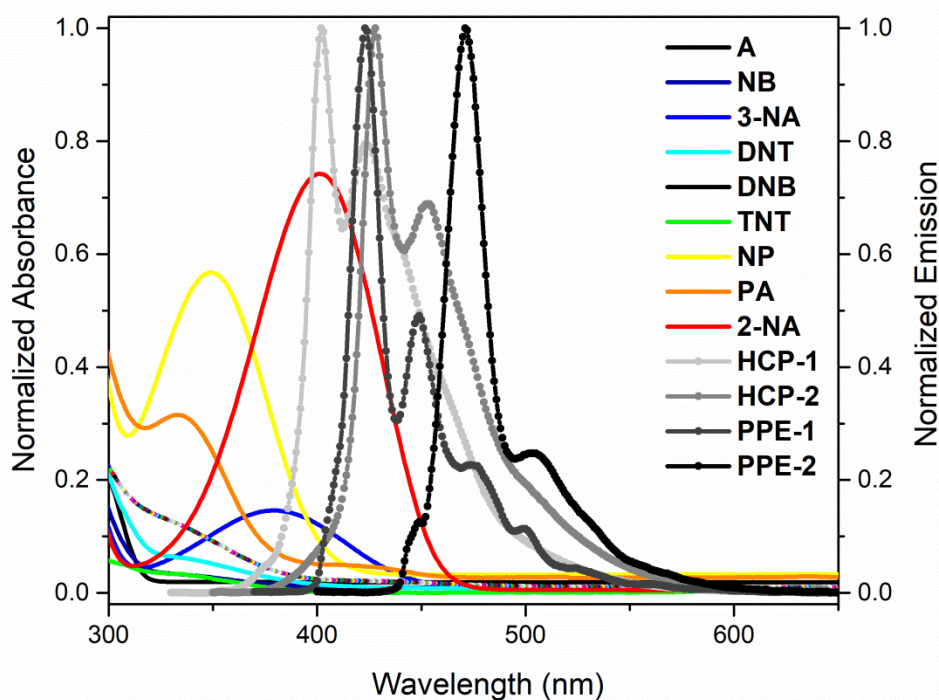 1.0
0.8
0.6
0.4
0.2
0.0
Normalized Absorbance
300
400
500
600
Wavelength (nm)
1.0
0.8
0.6
0.4
0.2
0.0
Normalized Emission
A
NB
3-NA
DNT
DNB
TNT
NP
PA
2-NA
HCP-1
HCP-2
PPE-1
PPE-2